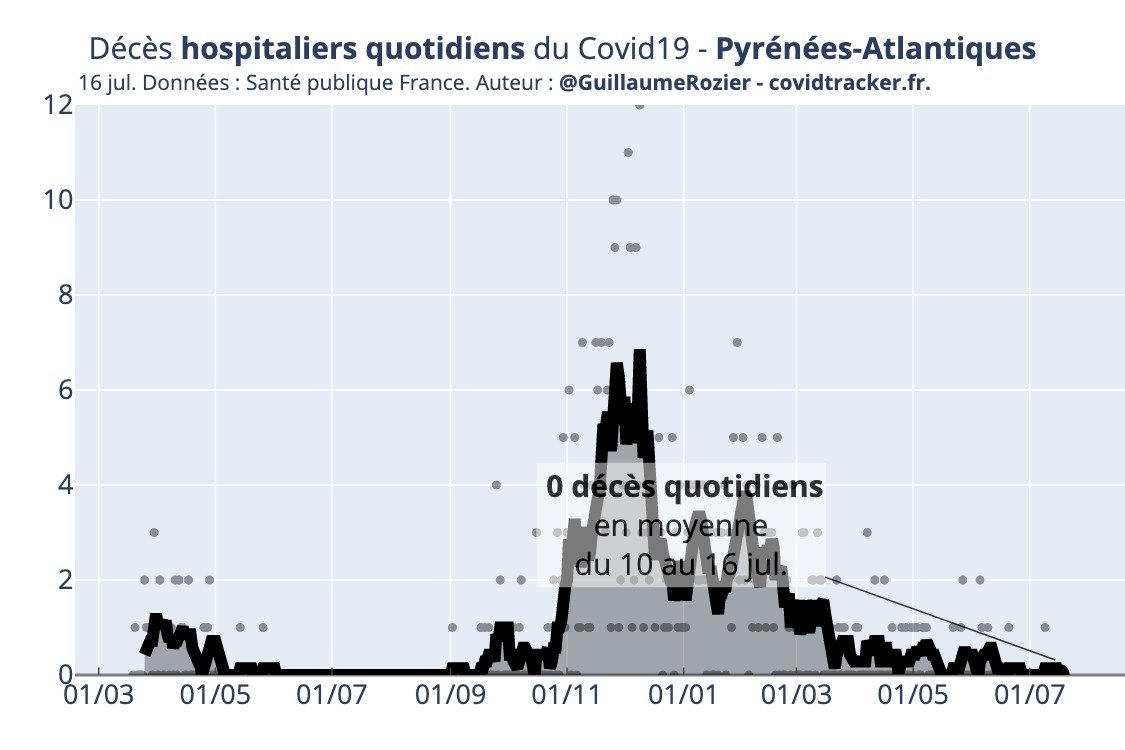 Décès hospitaliers quotidiens du Covid19 - Pyrénées-Atlantiques
16 jul. Données : Santé publique France. Auteur : @GuillaumeRozier - covidtracker.fr.
12
10
8
6
4
2
0
0 décès quotidiens
en moyenne
du 10 au 16 jul.
01/03 01/05 01/07 01/09 01/11 01/01 01/03 01/05 01/07